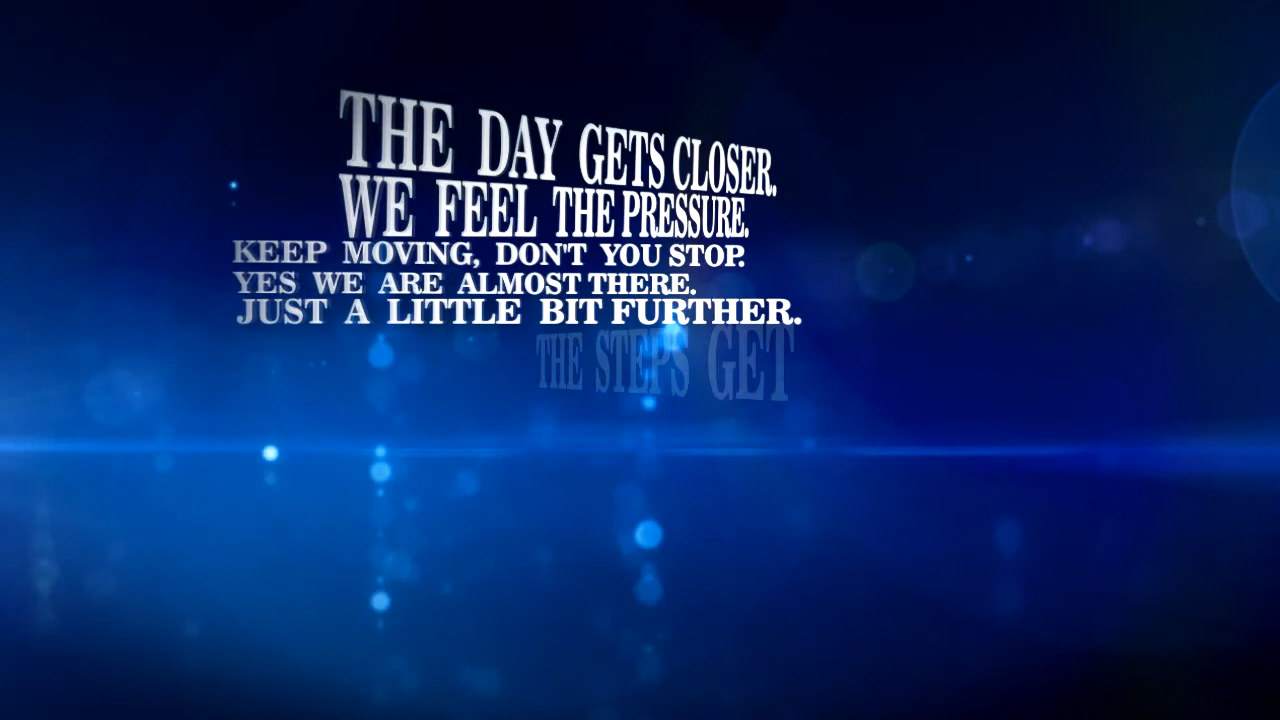 THE DAY GETS CLOSER.
WE FEEL THE PRESSURE.
KEEP MOVING, DON'T YOU STOP.
YES WE ARE ALMOST THERE.
JUST A LITTLE BIT FURTHER.
THE STEPS GET